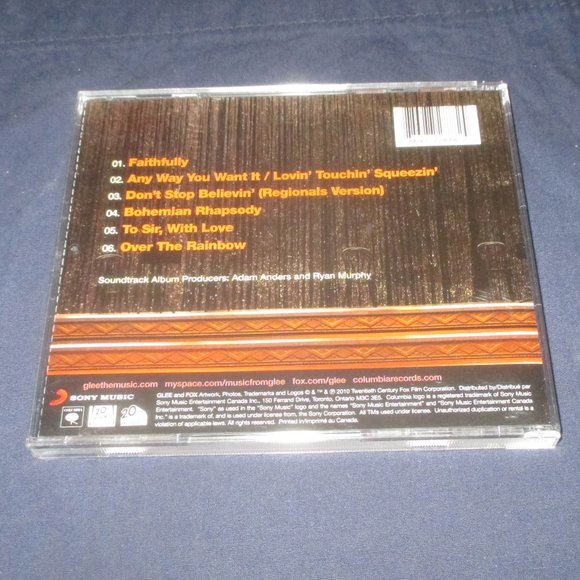 01. Faithfully
02. Any Way You Want It / Lovin' Touchin' Squeezin'
03. Don't Stop Believin' (Regionals Version)
04. Bohemian Rhapsody
05. To Sir, With Love
06. Over The Rainbow
Soundtrack Album Producers: Adam Anders and Ryan Murphy
gleethemusic.com myspace.com/musicfromglee fox.com/glee columbiarecords.com
SONY MUSIC
GLEE and FOX Artwork, Photos, Trademarks and Logos © & ™ & ℗ 2010 Twentieth Century Fox Film Corporation. Distributed by/Distribué par
Sony Music Entertainment Canada Inc., 150 Ferrand Drive, Toronto, Ontario M3C 3E5. Columbia logo is a registered trademark of Sony Music
Entertainment. "Sony" as used in the "Sony Music" logo and the names "Sony Music Entertainment" and "Sony Music Entertainment Canada
Inc." is a trademark of, and is used under license from, the Sony Corporation. All TMs used under license. Unauthorized duplication or rental is a
violation of applicable laws. All rights reserved. Printed in/Imprimé au Canada.
COLUMBIA